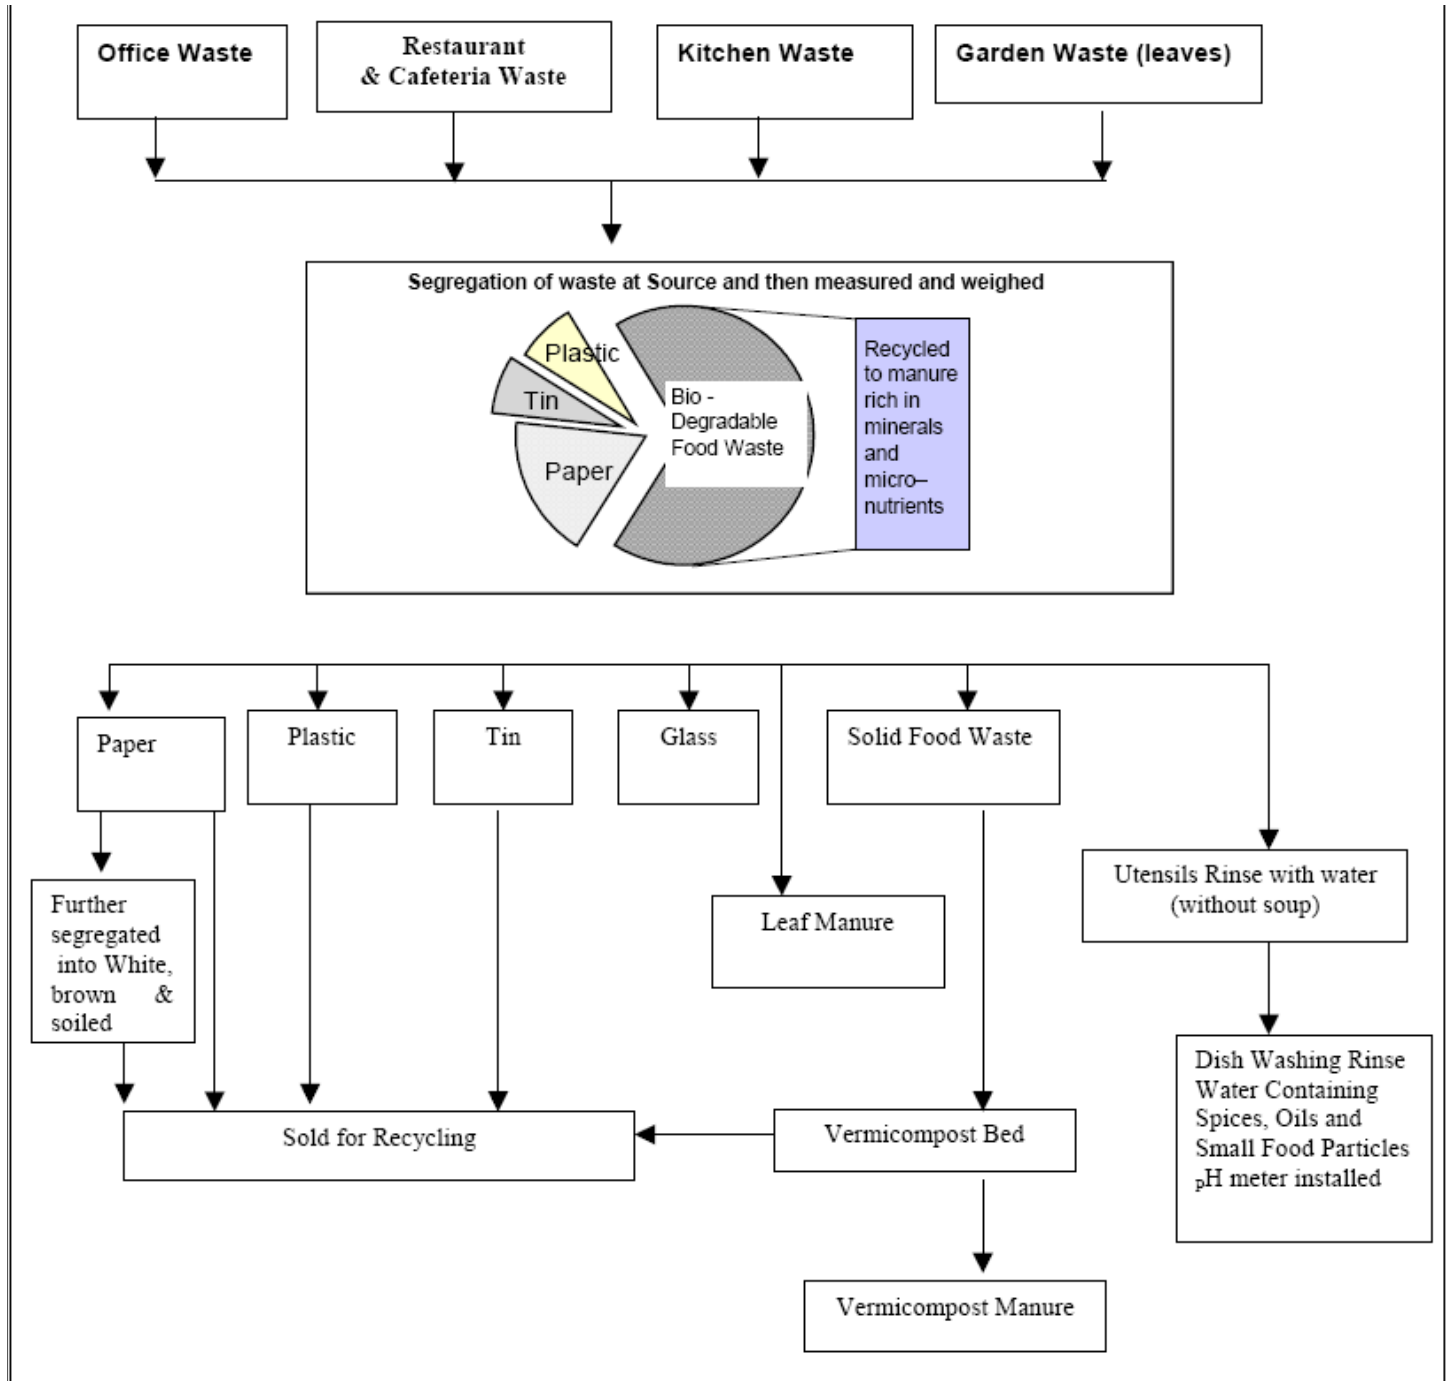 Office Waste
Restaurant
& Cafeteria Waste
Kitchen Waste
Garden Waste (leaves)
Segregation of waste at Source and then measured and weighed
Plastic
Tin
Paper
Bio -
Degradable
Food Waste
Recycled
to manure
rich in
minerals
and
micro–
nutrients
Paper
Plastic
Tin
Glass
Solid Food Waste
Further
segregated
into White,
brown &
soiled
Leaf Manure
Utensils Rinse with water
(without soup)
Dish Washing Rinse
Water Containing
Spices, Oils and
Small Food Particles
pH meter installed
Sold for Recycling
Vermicompost Bed
Vermicompost Manure